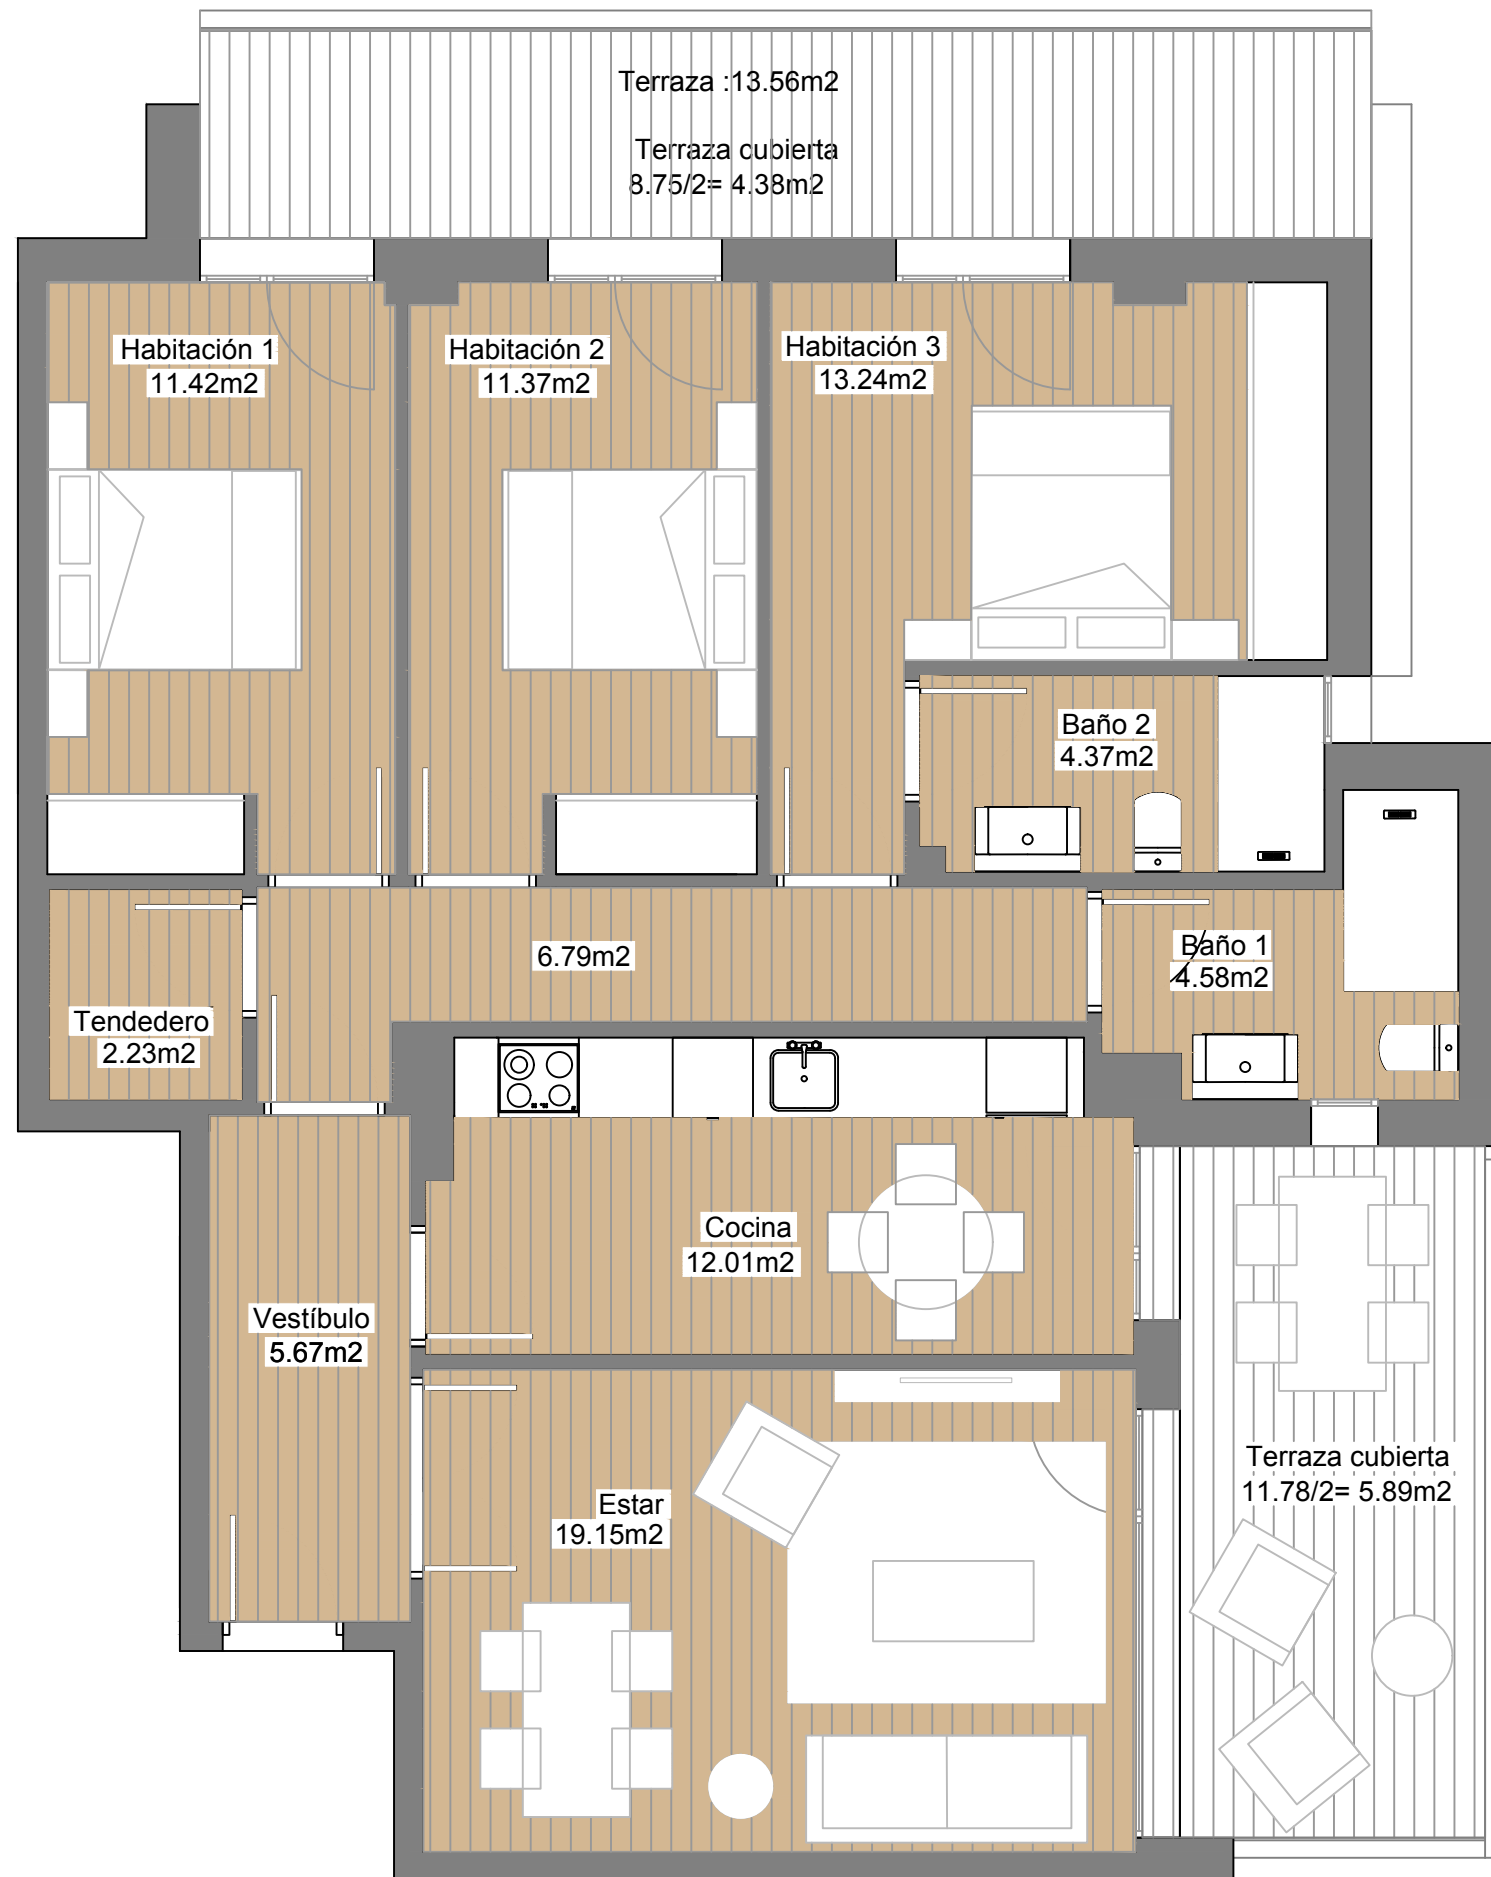 Terraza :13.56m2
Terraza cubierta
8.75/2= 4.38m2
Habitación 1
11.42m2
Habitación 2
11.37m2
Habitación 3
13.24m2
Baño 2
4.37m2
6.79m2
Baño 1
4.58m2
Tendedero
2.23m2
Cocina
12.01m2
Vestíbulo
5.67m2
Terraza cubierta
11.78/2= 5.89m2
Estar
19.15m2